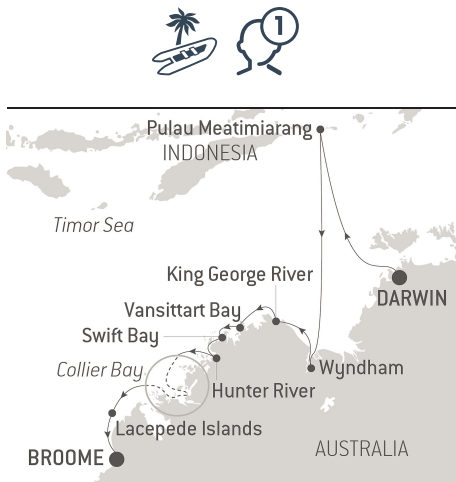 1
Pulau Meatimiarang
INDONESIA
Timor Sea
King George River
DARWIN
Vansittart Bay
Swift Bay
Collier Bay
Wyndham
Hunter River
Lacepede Islands
AUSTRALIA
BROOME